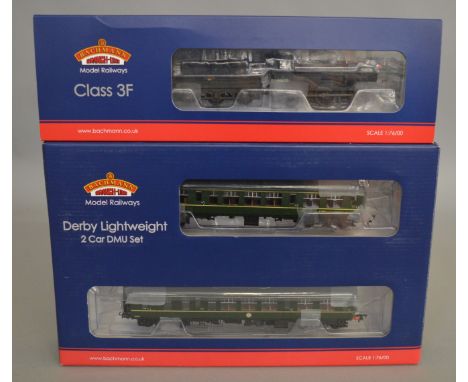 BACHMANN
BRANCH-LINE
Model Railways
Class 3F
www.bachmann.co.uk
SCALE 1:76/OO
BACHMANN
BRANCH-LINE
Model Railways
Derby Lightweight
2 Car DMU Set
www.bachmann.co.uk
SCALE 1:76/OO